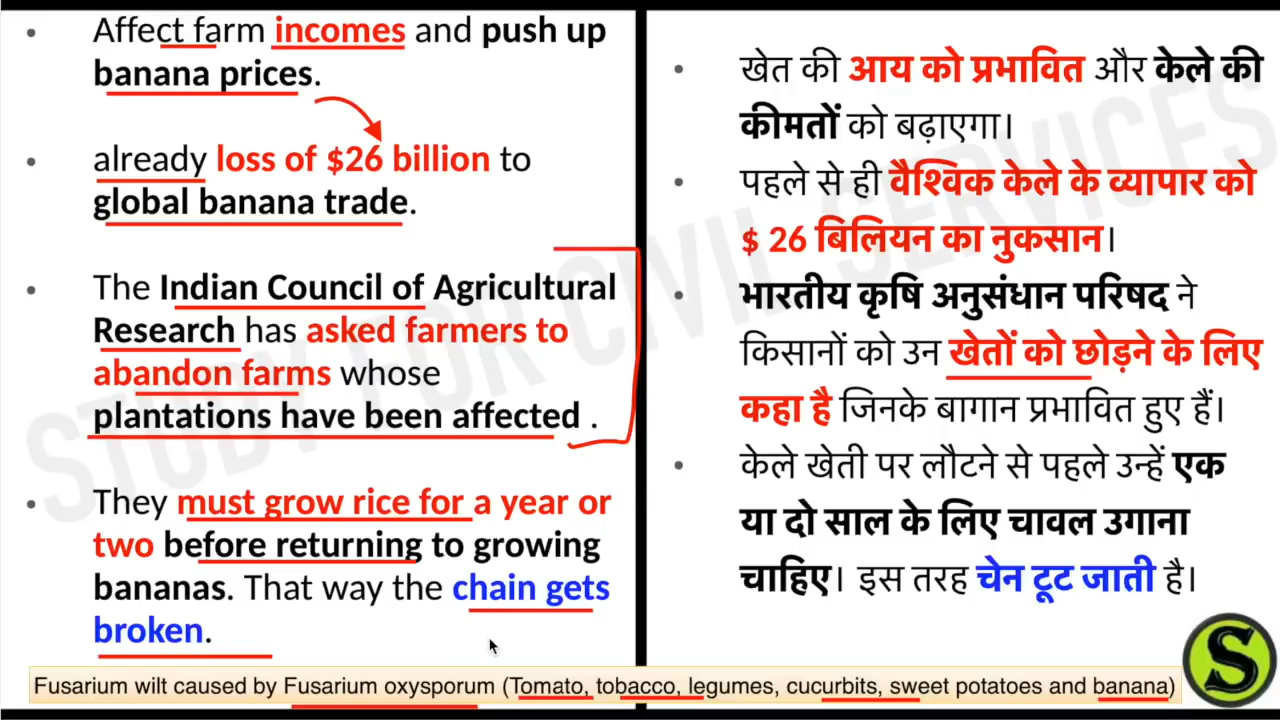 Affect farm incomes and push up
banana prices.
already loss of $26 billion to
global banana trade.
The Indian Council of Agricultural
Research has asked farmers to
abandon farms whose
plantations have been affected .
They must grow rice for a year or
two before returning to growing
bananas. That way the chain gets
broken.
खेत की आय को प्रभावित और केले की
कीमतों को बढ़ाएगा।
पहले से ही वैश्विक केले के व्यापार को
$ 26 बिलियन का नुकसान।
भारतीय कृषि अनुसंधान परिषद ने
किसानों को उन खेतों को छोड़ने के लिए
कहा है जिनके बागान प्रभावित हुए हैं।
केले खेती पर लौटने से पहले उन्हें एक
या दो साल के लिए चावल उगाना
चाहिए। इस तरह चेन टूट जाती है।
Fusarium wilt caused by Fusarium oxysporum (Tomato, tobacco, legumes, cucurbits, sweet potatoes and banana)
STUDY FOR CIVIL SERVICES
S